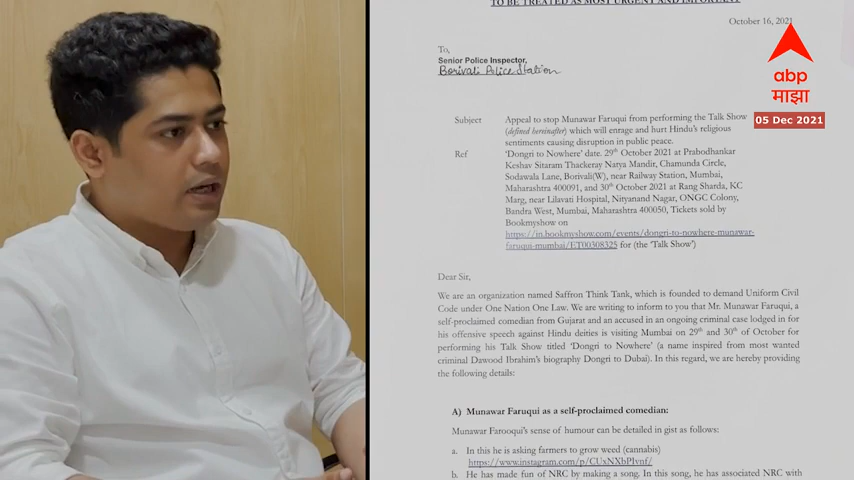 TO BE TREATED AS MOST URGENT AND IMPORTANT
October 16, 2021
To,
Senior Police Inspector,
Borivali Police Station
Subject Appeal to stop Munawar Faruqui from performing the Talk Show
(defined hereinafter) which will enrage and hurt Hindu's religious
sentiments causing disruption in public peace.
Ref 'Dongri to Nowhere' date. 29th October 2021 at Prabodhankar
Keshav Sitaram Thackeray Natya Mandir, Chamunda Circle,
Sodawala Lane, Borivali(W), near Railway Station, Mumbai,
Maharashtra 400091, and 30th October 2021 at Rang Sharda, KC
Marg, near Lilavati Hospital, Nityanand Nagar, ONGC Colony,
Bandra West, Mumbai, Maharashtra 400050, Tickets sold by
Bookmyshow on
https://in.bookmyshow.com/events/dongri-to-nowhere-munawar-
faruqui-mumbai/ET00308325 for (the 'Talk Show')
Dear Sir,
We are an organization named Saffron Think Tank, which is founded to demand Uniform Civil
Code under One Nation One Law. We are writing to inform to you that Mr. Munawar Faruqui, a
self-proclaimed comedian from Gujarat and an accused in an ongoing criminal case lodged in for
his offensive speech against Hindu deities is visiting Mumbai on 29th and 30th of October for
performing his Talk Show titled 'Dongri to Nowhere' (a name inspired from most wanted
criminal Dawood Ibrahim's biography Dongri to Dubai). In this regard, we are hereby providing
the following details:
A) Munawar Faruqui as a self-proclaimed comedian:
Munawar Farooqui's sense of humour can be detailed in gist as follows:
a. In this he is asking farmers to grow weed (cannabis)
https://www.instagram.com/p/CUxNXbPIvnf/
b. He has made fun of NRC by making a song. In this song, he has associated NRC with
abp
माझा
05 Dec 2021